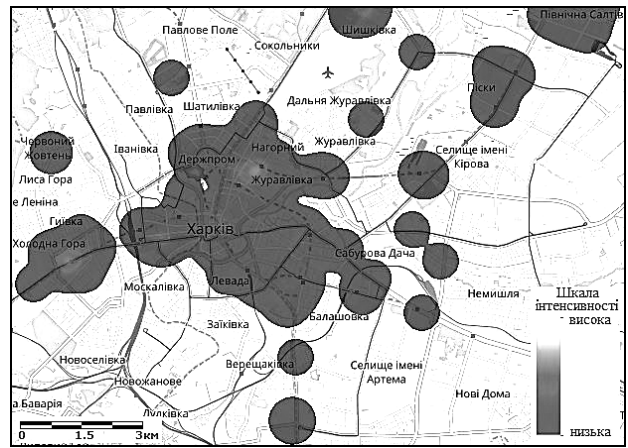 Північна Салтів
Павлове Поле
Шишківка
Сокольники
Піски
Шатилівка
Дальня Журавлівка
Павлівка
Червоний
Жовтень
Іванівка
Нагорний
Журавлівка
Держпром
Селище імені
Кірова
Лиса Гора
Журавлівка
е Леніна
Гиївка
Харків
Холодна Гора
Сабурова Дача
Левада
Москалівка
Немишля
Шкала
інтенсивності
висока
Заїківка
Балашовка
Новоселівка
Верещаківка
Селище імені
Артема
Новожанове
Нові Дома
а Баварія
Лулківка
0
1.5
3км
низька